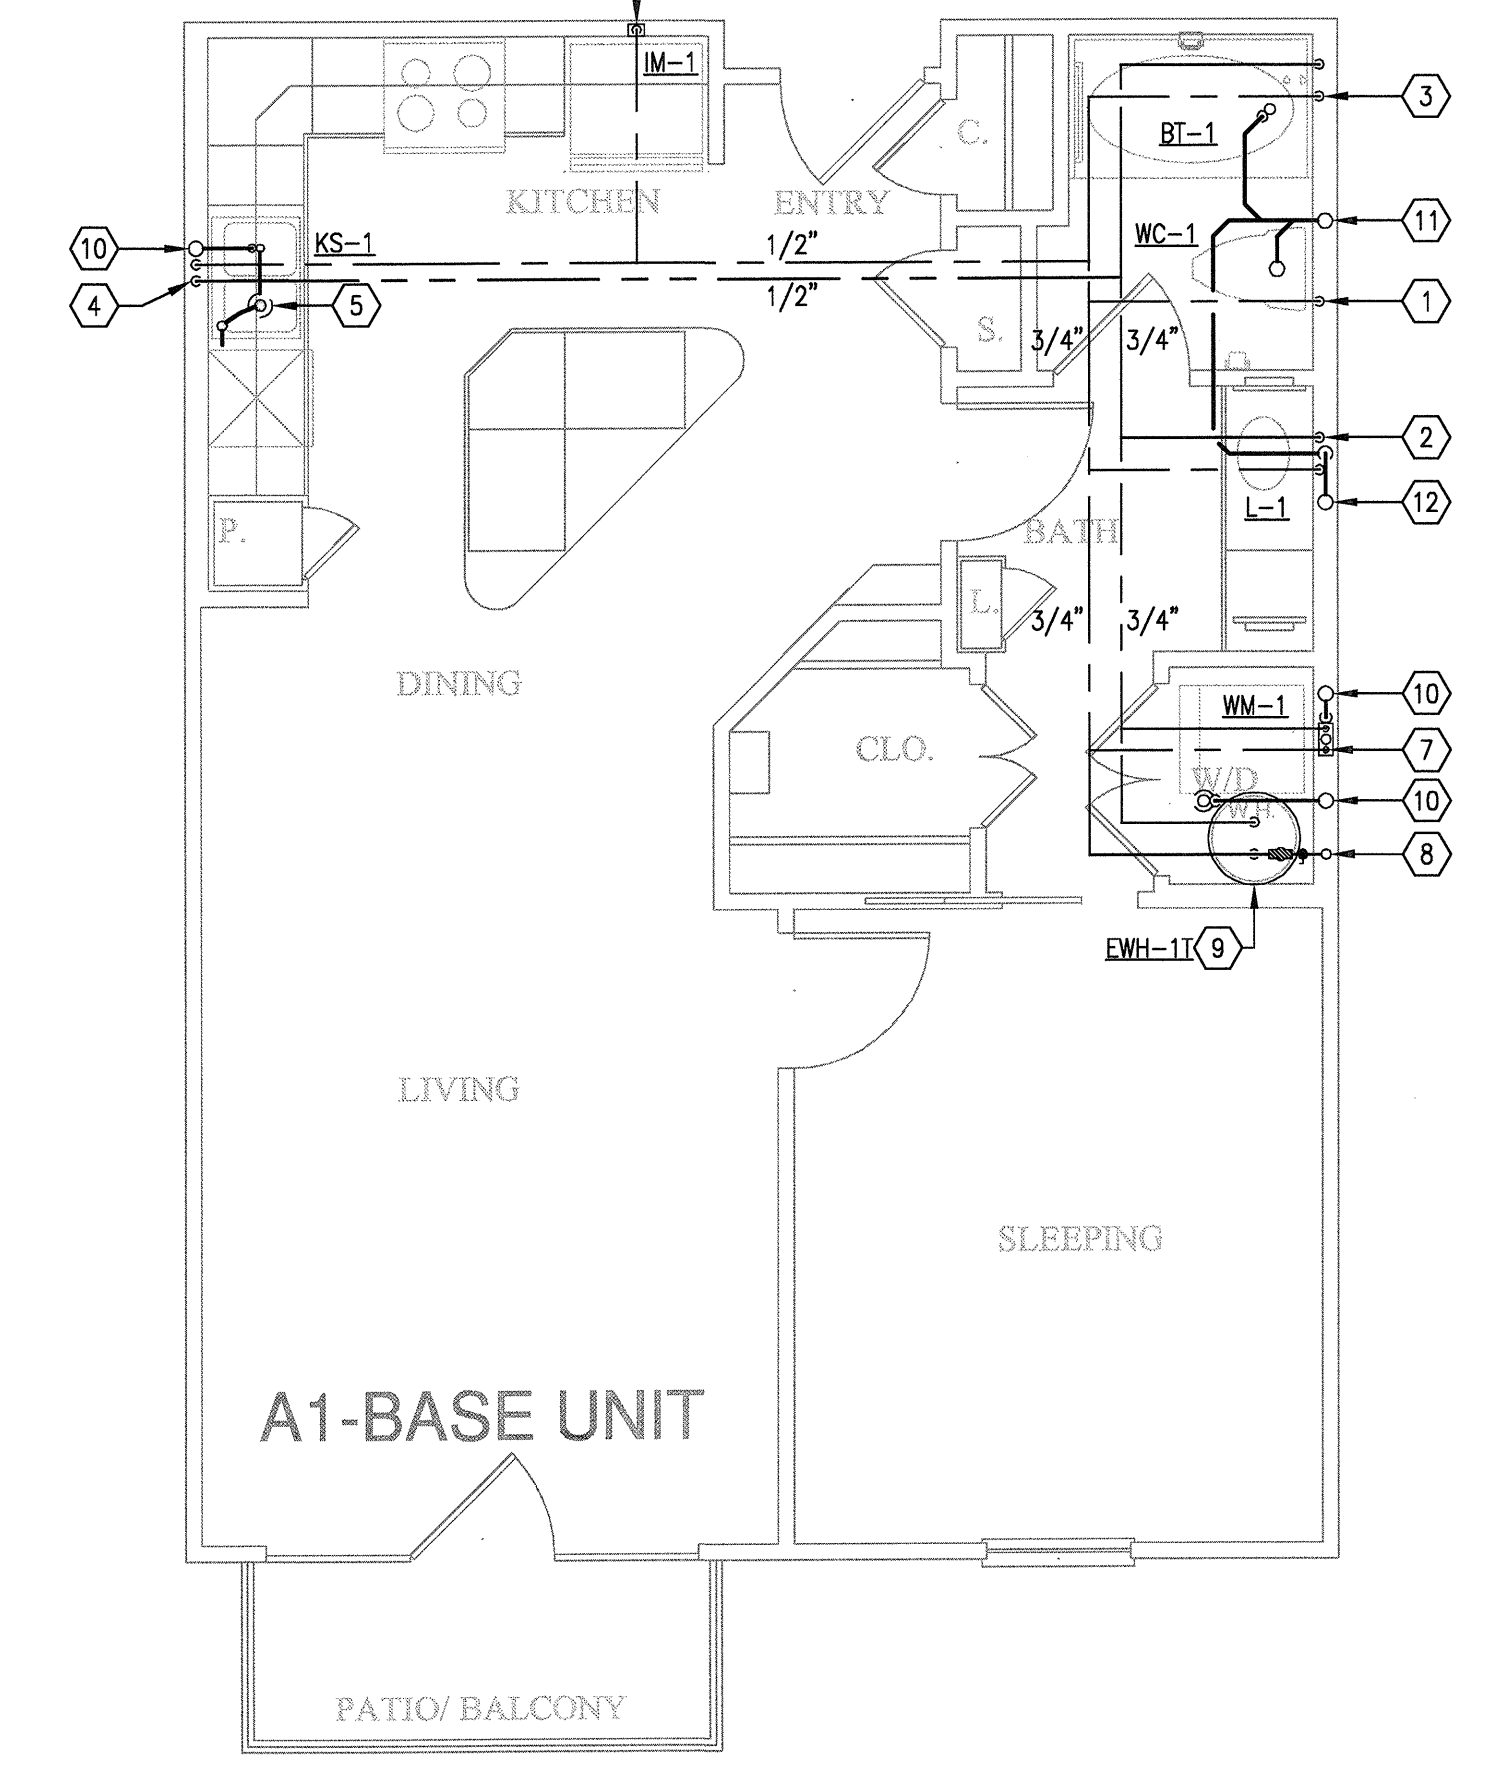 IM-1
3
BT-1
C.
KITCHEN
ENTRY
11
WC-1
10
KS-1
1/2"
1/2"
4
5
1
S.
3/4"
3/4"
2
12
L-1
P.
BATH
L.
3/4"
3/4"
DINING
10
WM-1
CLO.
7
W/D
10
W.H.
8
EWH-1T
9
LIVING
SLEEPING
A1-BASE UNIT
PATIO/ BALCONY